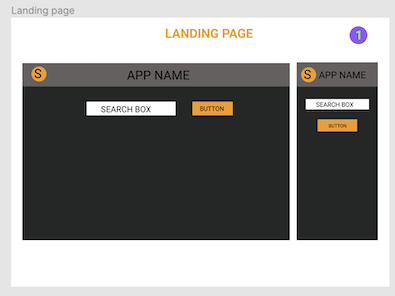 Landing page
LANDING PAGE
1
S
APP NAME
SEARCH BOX
BUTTON
S
APP NAME
SEARCH BOX
BUTTON